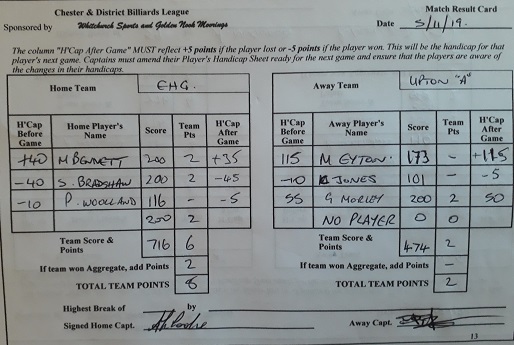 Chester & District Billiards League
Match Result Card
Sponsored by Whitchurch Sports and Golden Nook Moorings
Date 5/11/19.
The column "H'Cap After Game" MUST reflect +5 points if the player lost or -5 points if the player won. This will be the handicap for that
player's next game. Captains must amend their Player's Handicap Sheet ready for the next game and ensure that the players are aware of
the changes in their handicaps.
Home Team EHG.
H'Cap Before Game Home Player's Name Score Team Pts H'Cap After Game
+40 M BENNETT 200 2 +35
-40 S. BRADSHAW 200 2 -45
-10 P. WOOLLAND 116 - -5
200 2
Team Score & Points 716 6
If team won Aggregate, add Points 2
TOTAL TEAM POINTS 8
Away Team UPTON "A"
H'Cap Before Game Away Player's Name Score Team Pts H'Cap After Game
115 M EYTON. 173 -
-10 JONES 101 - -5
55 G MORLEY 200 2 50
NO PLAYER 0 0
Team Score & Points 474 2
If team won Aggregate, add Points -
TOTAL TEAM POINTS 2
Highest Break of by
Signed Home Capt.
Away Capt.
13